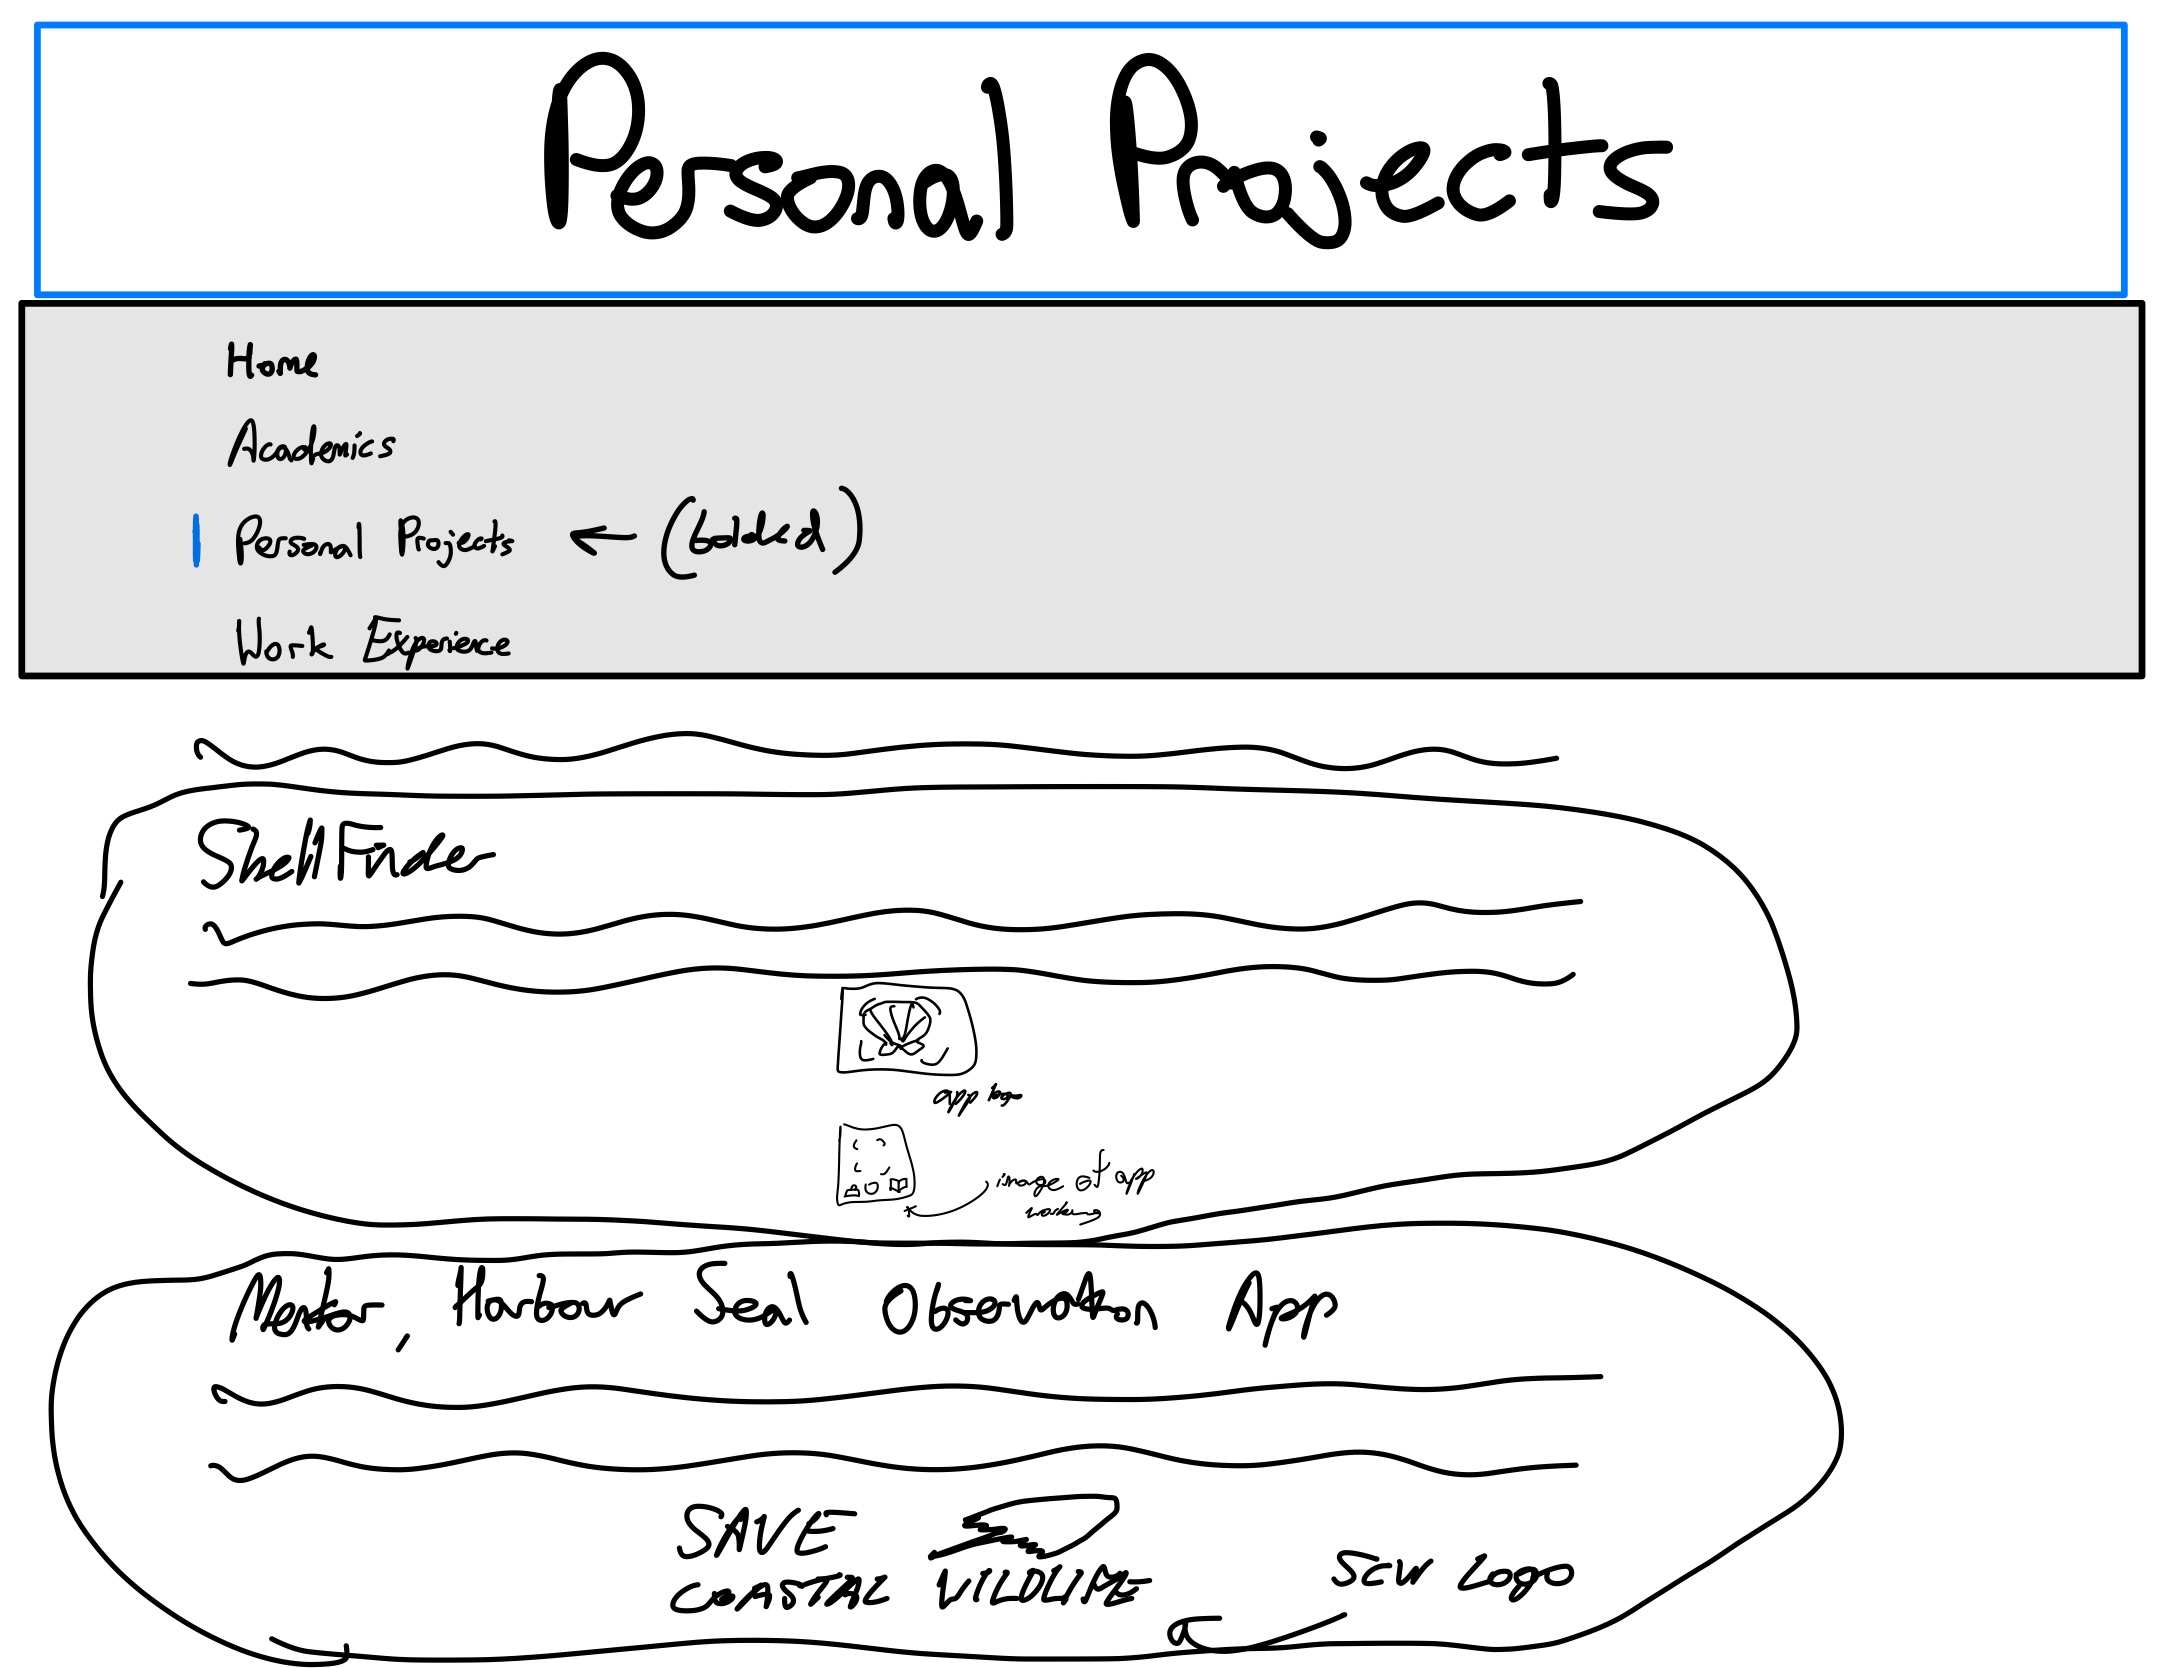 Personal Projects
Home
Academics
Personal Projects ← (bolded)
Work Experience
ShellFinder
app logo
image of app
working
Harbour Seal Observation App
SAVE
COASTAL WILDLIFE
SCW LOGO